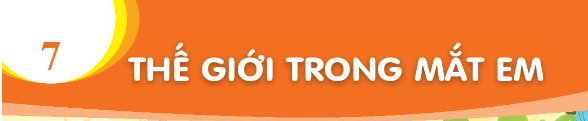 7
THẾ GIỚI TRONG MẮT EM